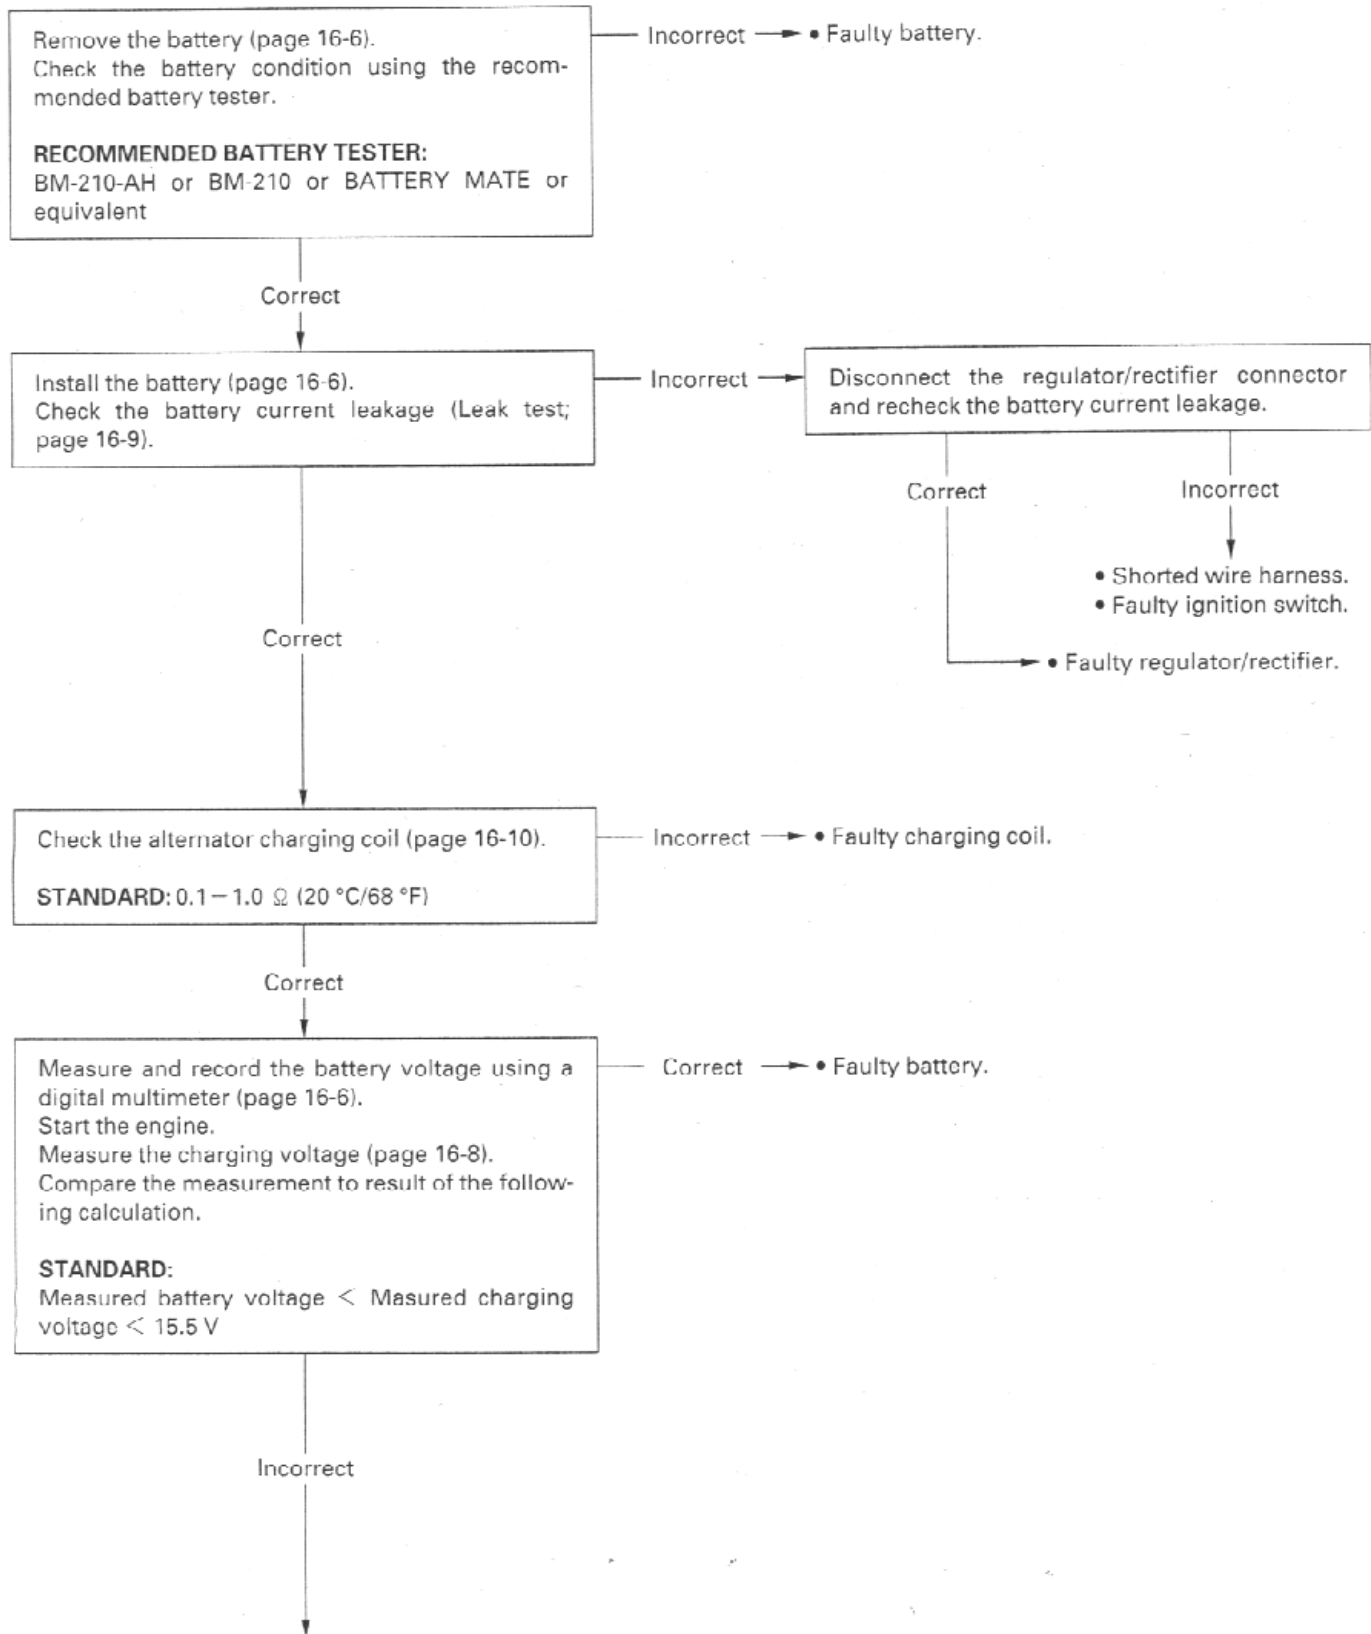 Remove the battery (page 16-6).
Check the battery condition using the recom-
mended battery tester.
RECOMMENDED BATTERY TESTER:
BM-210-AH or BM-210 or BATTERY MATE or
equivalent
Incorrect
• Faulty battery.
Correct
Install the battery (page 16-6).
Check the battery current leakage (Leak test;
page 16-9).
Incorrect
Disconnect the regulator/rectifier connector
and recheck the battery current leakage.
Correct
Incorrect
• Shorted wire harness.
• Faulty ignition switch.
• Faulty regulator/rectifier.
Correct
Check the alternator charging coil (page 16-10).
STANDARD: 0.1–1.0 Ω (20 °C/68 °F)
Incorrect
• Faulty charging coil.
Correct
Measure and record the battery voltage using a
digital multimeter (page 16-6).
Start the engine.
Measure the charging voltage (page 16-8).
Compare the measurement to result of the follow-
ing calculation.
STANDARD:
Measured battery voltage < Masured charging
voltage < 15.5 V
Correct
• Faulty battery.
Incorrect